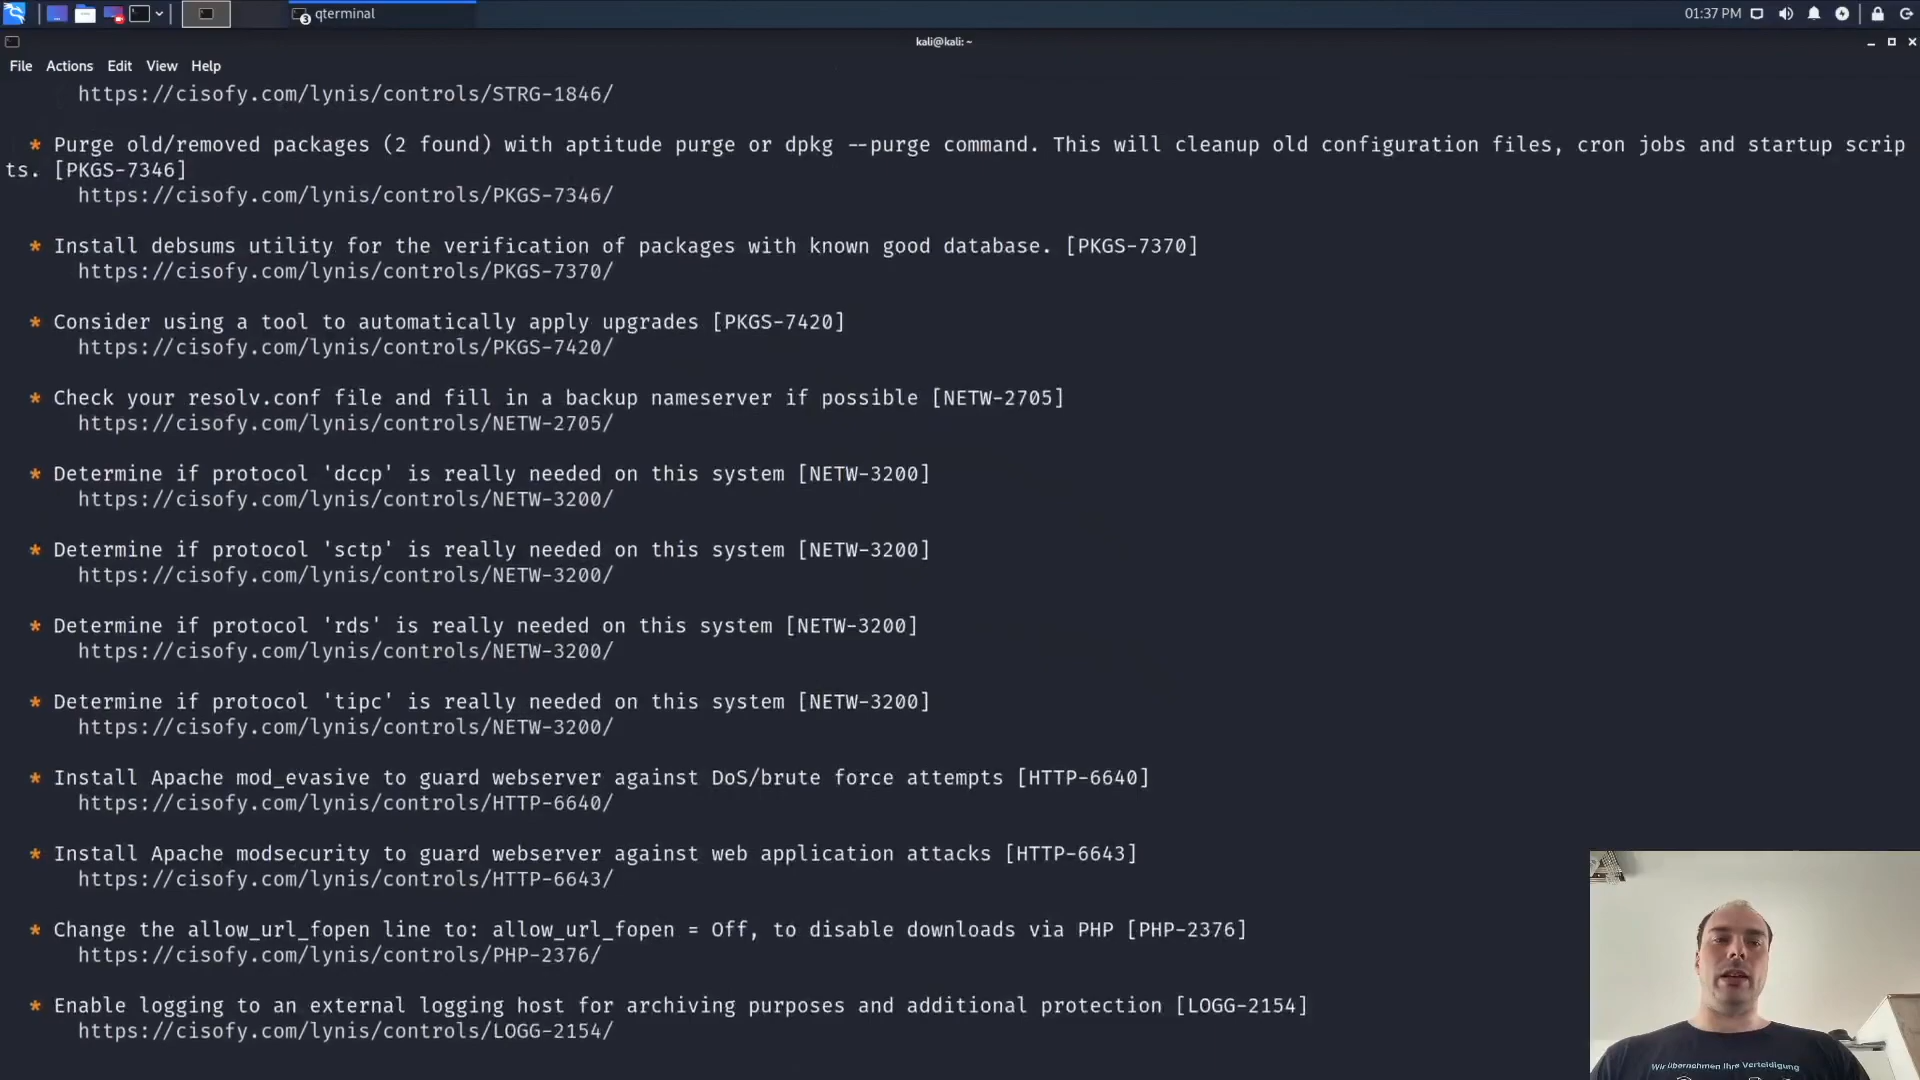 qterminal
3
01:37 PM
kali@kali: ~
File Actions Edit View Help
https://cisofy.com/lynis/controls/STRG-1846/
* Purge old/removed packages (2 found) with aptitude purge or dpkg --purge command. This will cleanup old configuration files, cron jobs and startup scrip
ts. [PKGS-7346]
https://cisofy.com/lynis/controls/PKGS-7346/
* Install debsums utility for the verification of packages with known good database. [PKGS-7370]
https://cisofy.com/lynis/controls/PKGS-7370/
* Consider using a tool to automatically apply upgrades [PKGS-7420]
https://cisofy.com/lynis/controls/PKGS-7420/
* Check your resolv.conf file and fill in a backup nameserver if possible [NETW-2705]
https://cisofy.com/lynis/controls/NETW-2705/
* Determine if protocol 'dccp' is really needed on this system [NETW-3200]
https://cisofy.com/lynis/controls/NETW-3200/
* Determine if protocol 'sctp' is really needed on this system [NETW-3200]
https://cisofy.com/lynis/controls/NETW-3200/
* Determine if protocol 'rds' is really needed on this system [NETW-3200]
https://cisofy.com/lynis/controls/NETW-3200/
* Determine if protocol 'tipc' is really needed on this system [NETW-3200]
https://cisofy.com/lynis/controls/NETW-3200/
* Install Apache mod_evasive to guard webserver against DoS/brute force attempts [HTTP-6640]
https://cisofy.com/lynis/controls/HTTP-6640/
* Install Apache modsecurity to guard webserver against web application attacks [HTTP-6643]
https://cisofy.com/lynis/controls/HTTP-6643/
* Change the allow_url_fopen line to: allow_url_fopen = Off, to disable downloads via PHP [PHP-2376]
https://cisofy.com/lynis/controls/PHP-2376/
* Enable logging to an external logging host for archiving purposes and additional protection [LOGG-2154]
https://cisofy.com/lynis/controls/LOGG-2154/
Wir übernehmen Ihre Verteidigung